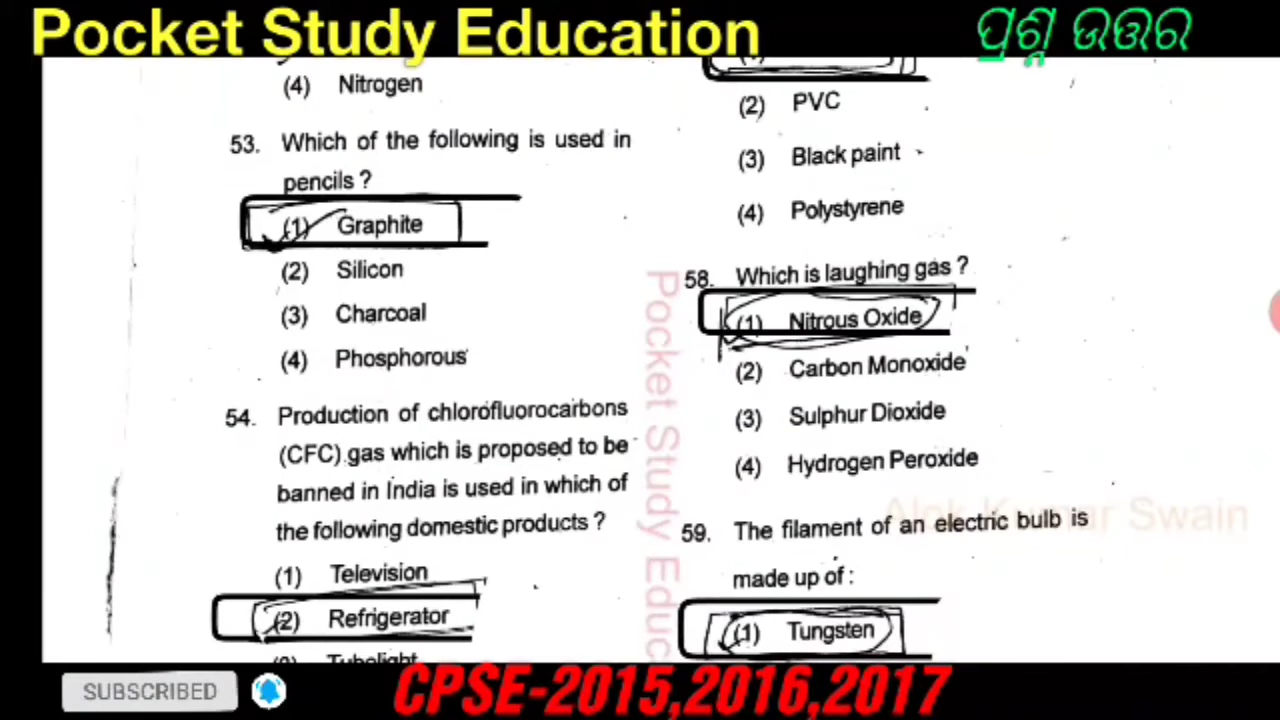 Pocket Study Education
ପ୍ରଶ୍ନ ଉତ୍ତର
(4) Nitrogen
53. Which of the following is used in
pencils ?
(1) Graphite
(2) Silicon
(3) Charcoal
(4) Phosphorous
54. Production of chlorofluorocarbons
(CFC) gas which is proposed to be
banned in India is used in which of
the following domestic products ?
(1) Television
(2) Refrigerator
Tubelight
(2) PVC
(3) Black paint
(4) Polystyrene
58. Which is laughing gas ?
(1) Nitrous Oxide
(2) Carbon Monoxide
(3) Sulphur Dioxide
(4) Hydrogen Peroxide
59. The filament of an electric bulb is
made up of :
(1) Tungsten
Pocket Study Educ
Alok Kumar Swain
SUBSCRIBED
CPSE-2015,2016,2017